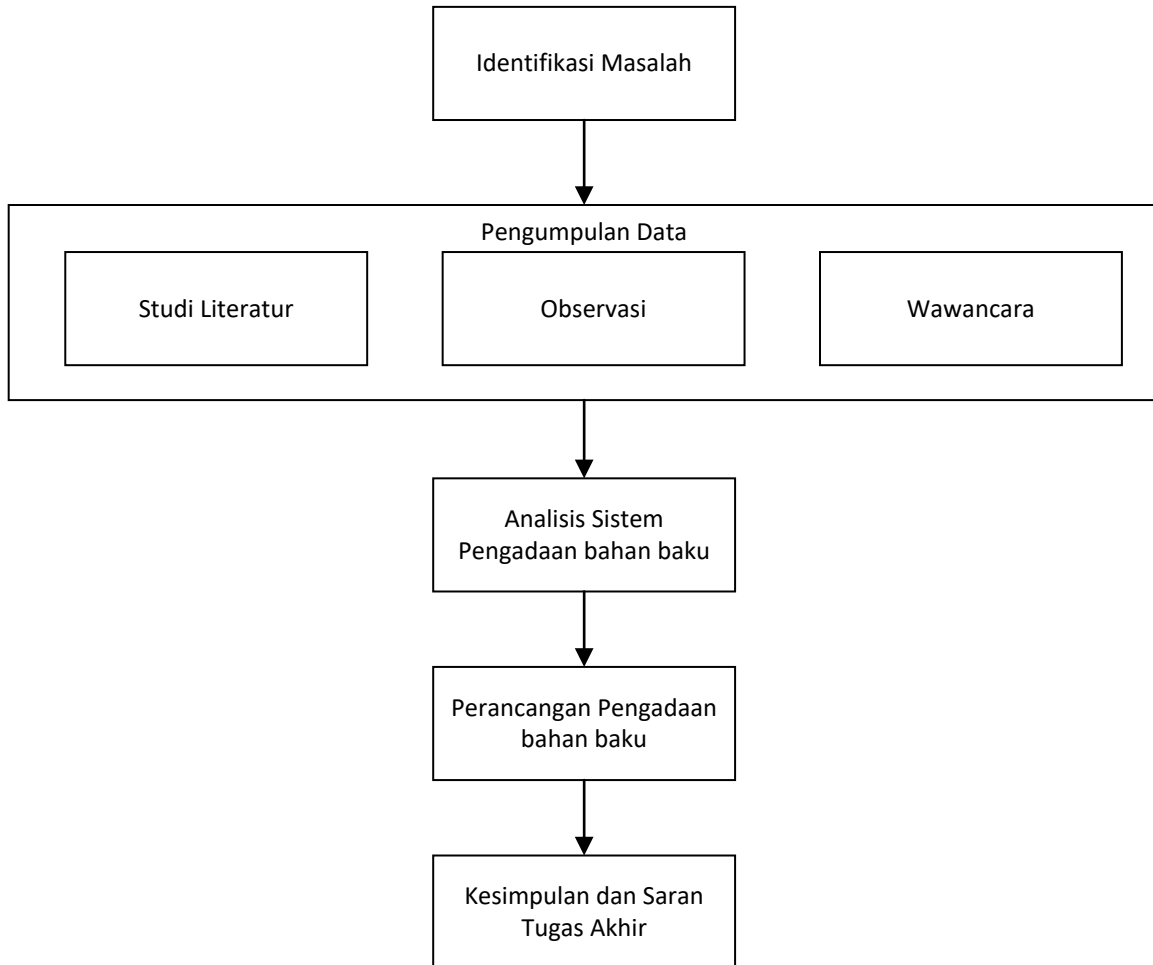 Identifikasi Masalah
Pengumpulan Data
Studi Literatur
Observasi
Wawancara
Analisis Sistem
Pengadaan bahan baku
Perancangan Pengadaan
bahan baku
Kesimpulan dan Saran
Tugas Akhir